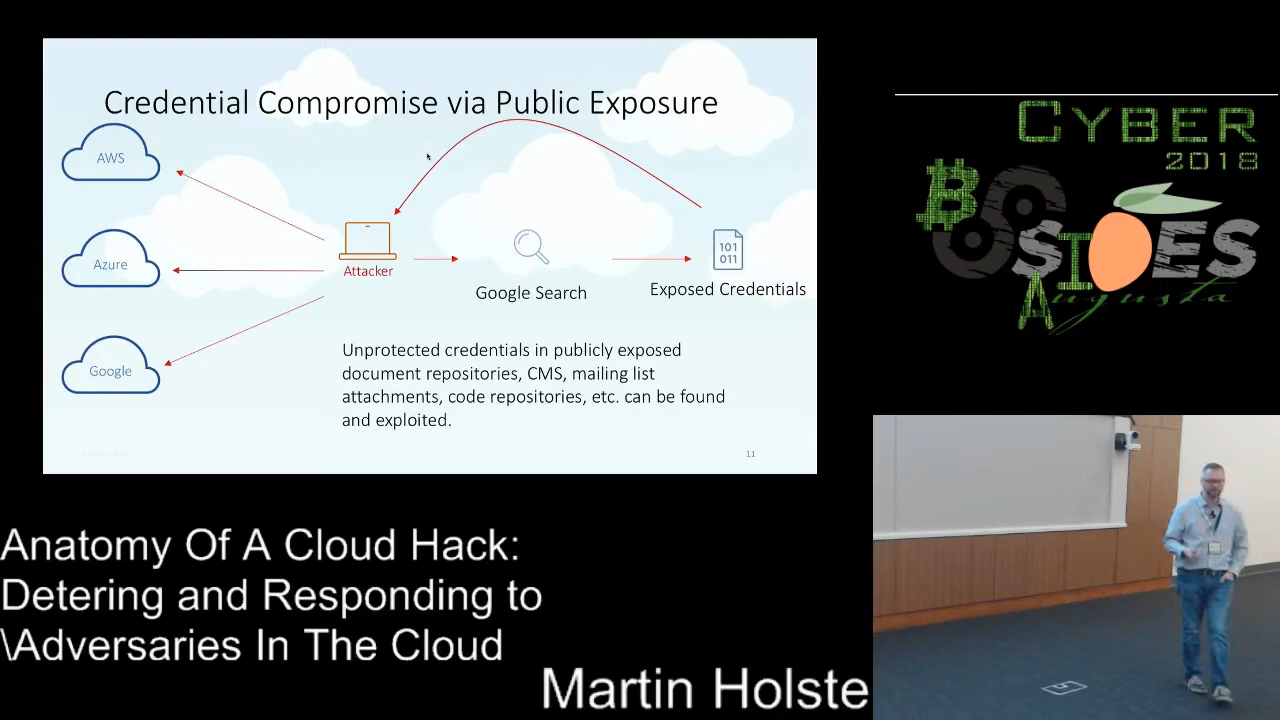 Credential Compromise via Public Exposure
AWS
Azure
Google
Attacker
Google Search
101
011
Exposed Credentials
Unprotected credentials in publicly exposed
document repositories, CMS, mailing list
attachments, code repositories, etc. can be found
and exploited.
11
CYBER
2018
BSIDES
Augusta
Anatomy Of A Cloud Hack:
Detering and Responding to
\Adversaries In The Cloud
Martin Holste